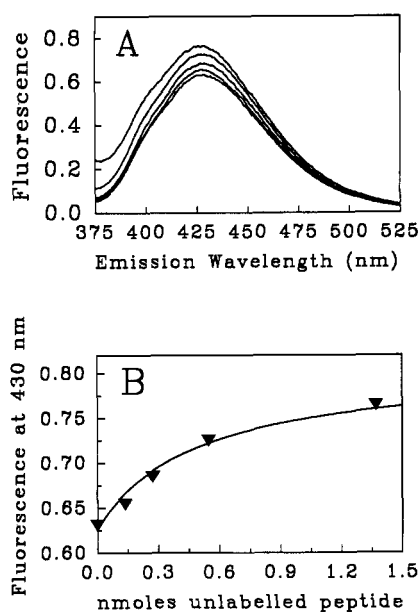 A
Fluorescence
0.8
0.6
0.4
0.2
0.0
375 400 425 450 475 500 525
Emission Wavelength (nm)
B
Fluorescence at 430 nm
0.80
0.75
0.70
0.65
0.60
0.0 0.3 0.6 0.9 1.2 1.5
nmoles unlabelled peptide